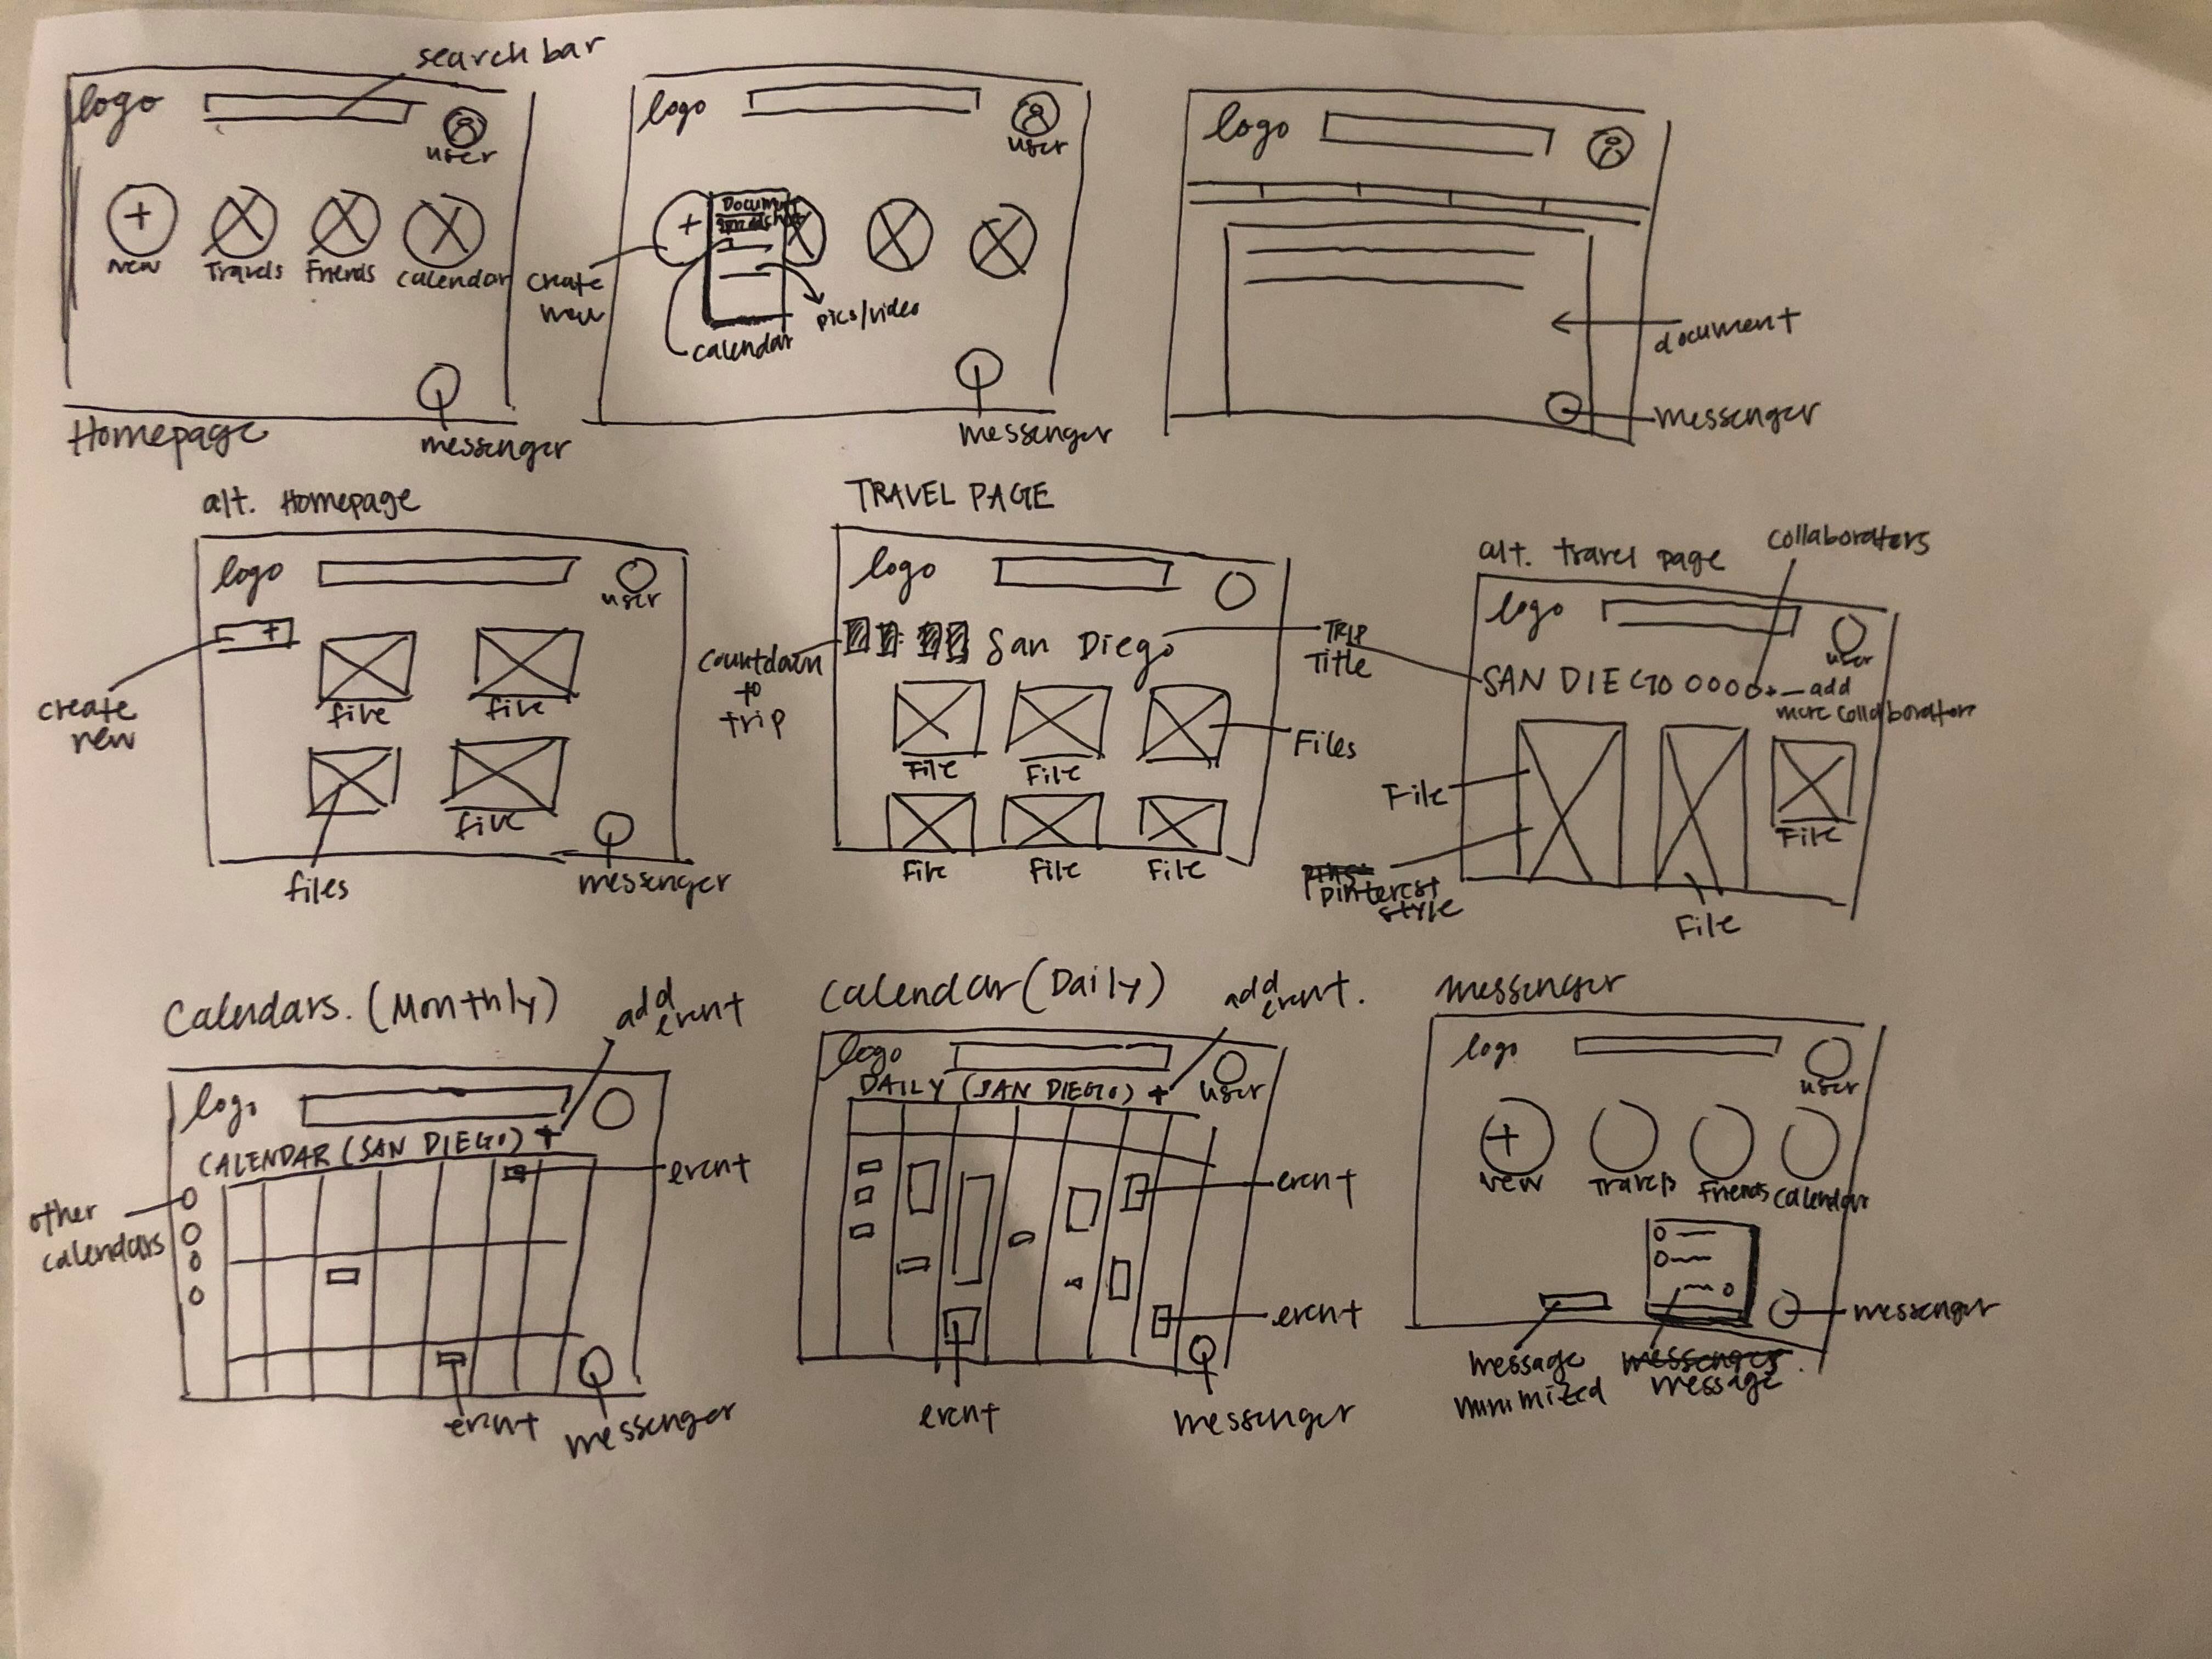 search bar
logo
user
+
New
Travels
Friends
Calendar
messenger
Homepage
logo
user
+
Document
Spreadsheet
create
new
pics/video
calendar
messenger
logo
document
messenger
alt. Homepage
logo
user
+
create
new
file
file
file
files
messenger
TRAVEL PAGE
logo
San Diego
Countdown
to
trip
TRIP
Title
File
File
Files
File
File
File
alt. travel page
collaborators
logo
user
SAN DIEGO
+
add
more collaborators
File
File
pinterest
style
File
Calendars. (Monthly)
add
event
logo
CALENDAR (SAN DIEGO) +
event
other
calendars
event
messenger
Calendar (Daily)
add
event.
logo
user
DAILY (SAN DIEGO) +
event
event
event
messenger
messenger
logo
user
+
New
Travels
Friends
Calendar
messenger
message
minimized
messenger
message